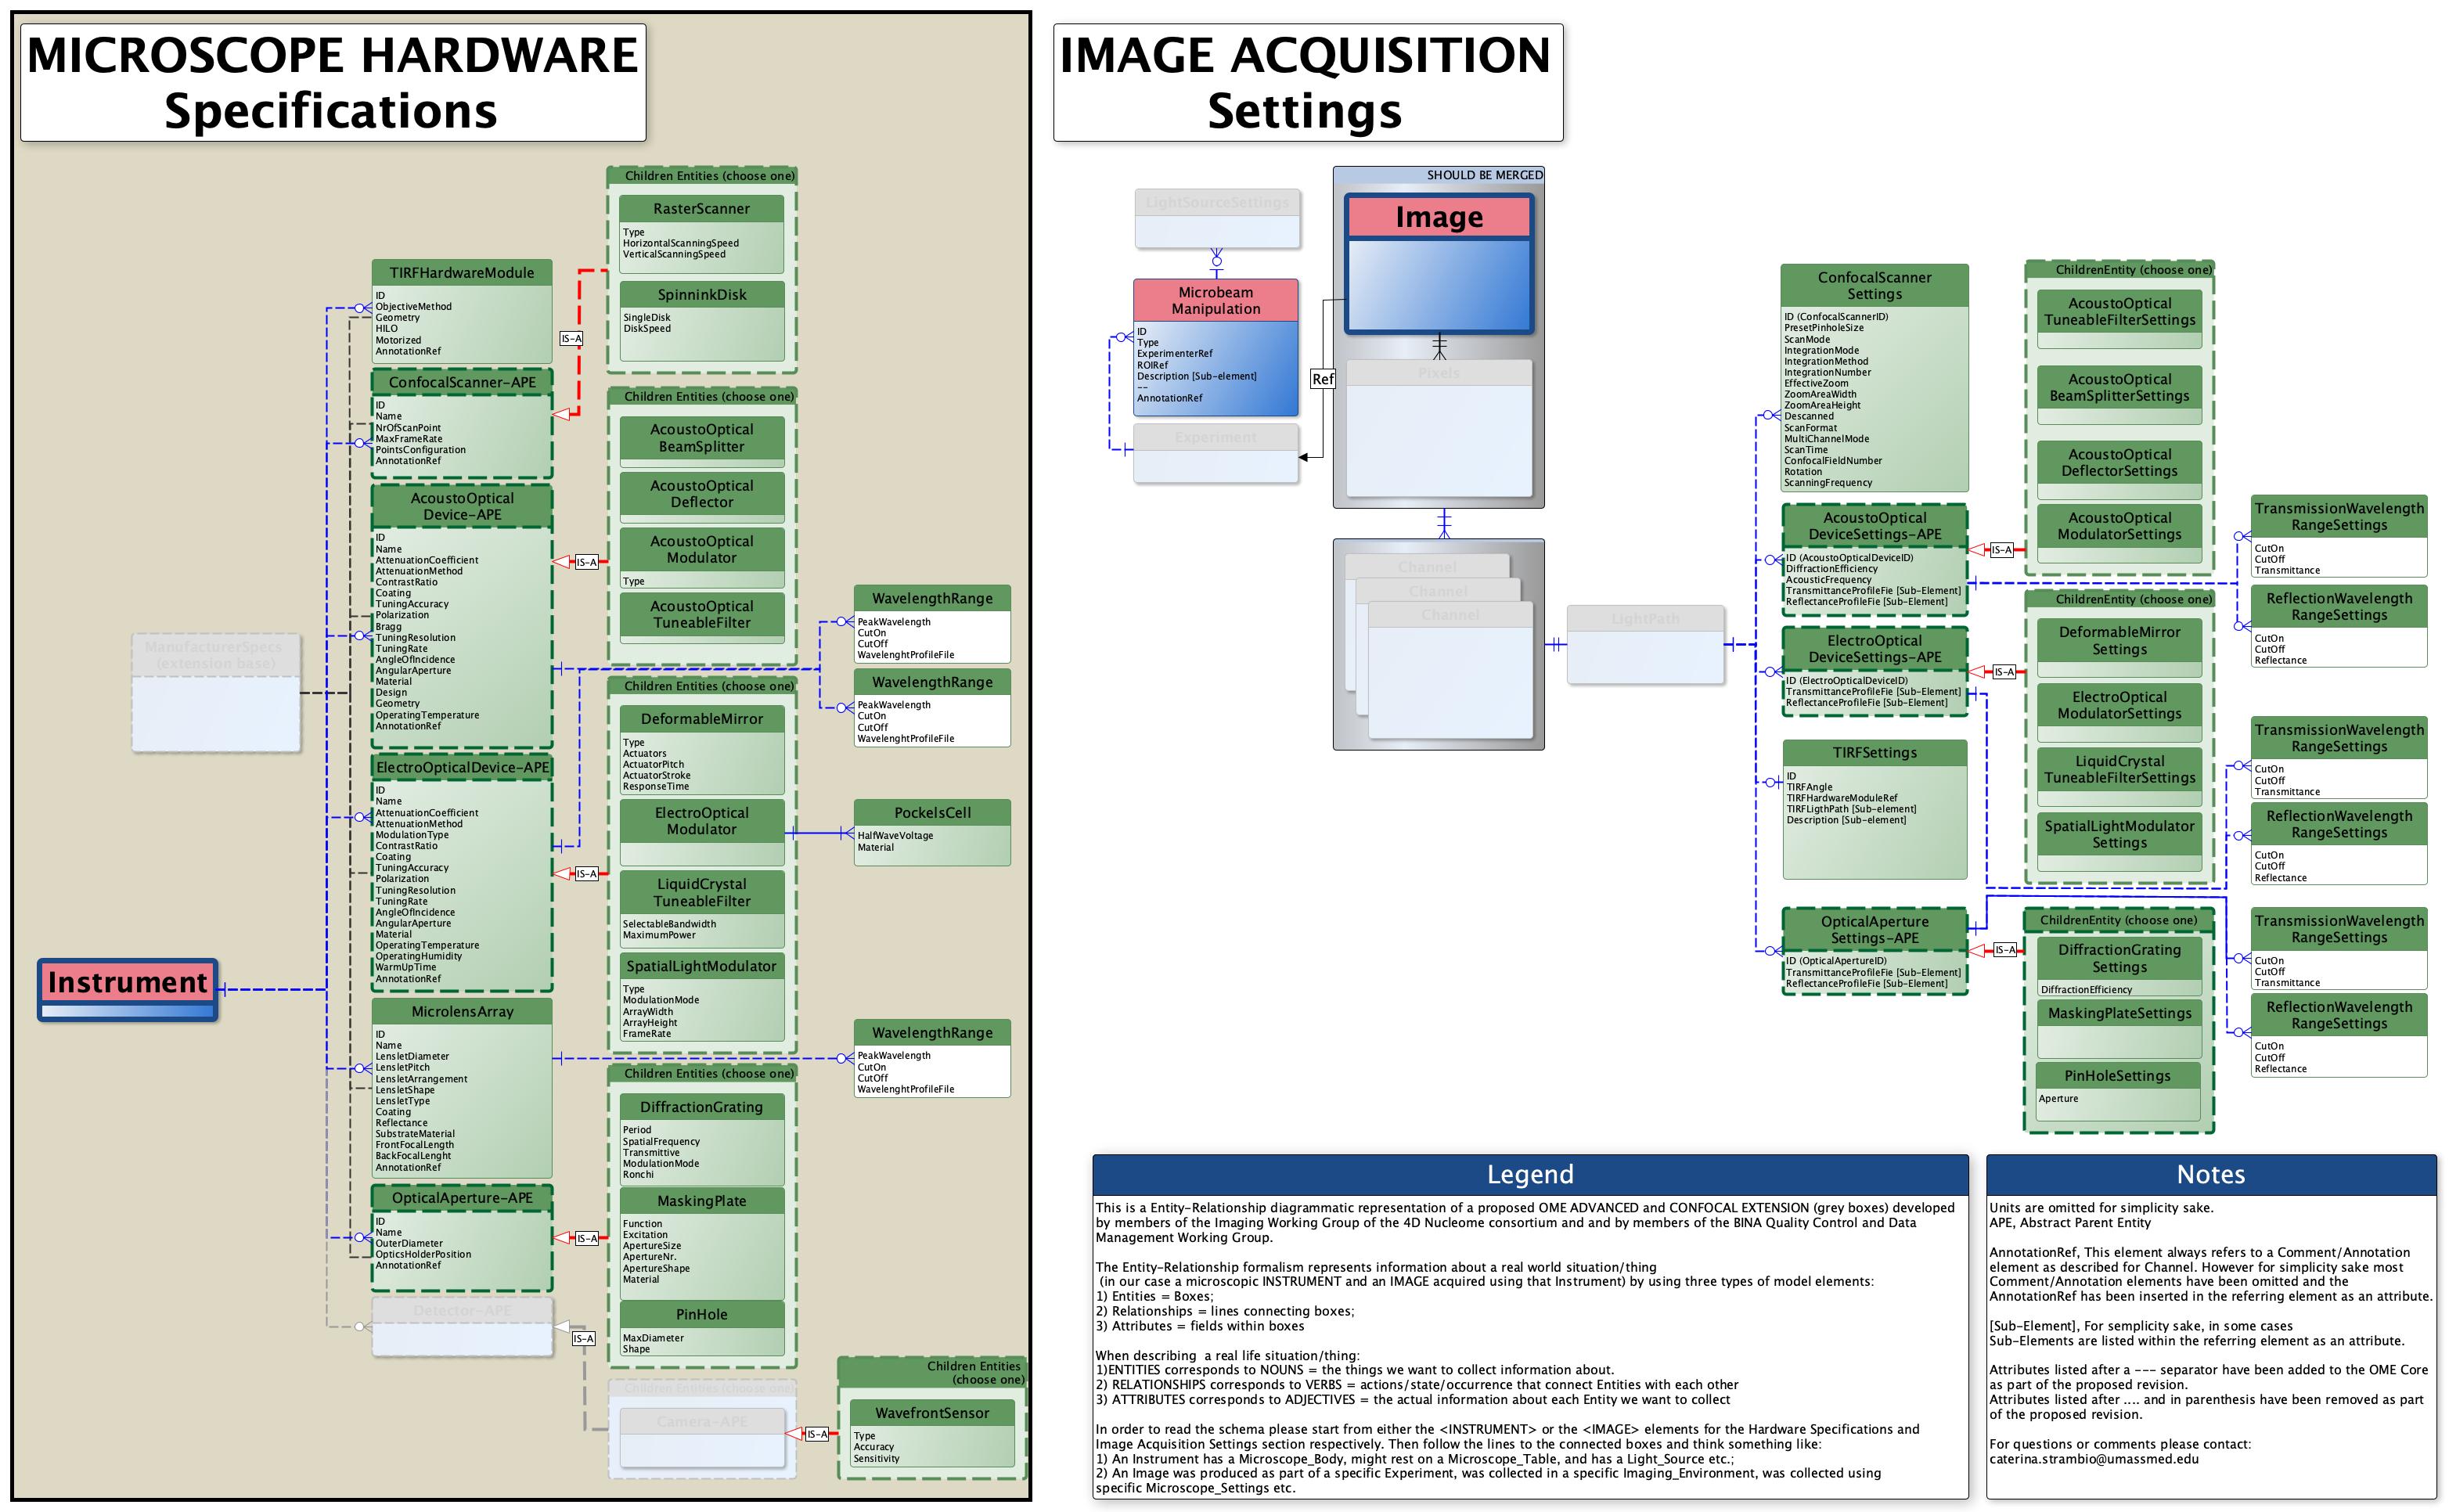 MICROSCOPE HARDWARE
Specifications
ManufacturerSpecs
(extension base)
Instrument
TIRFHardwareModule
ID
ObjectiveMethod
Geometry
HILO
Motorized
AnnotationRef
ConfocalScanner-APE
ID
Name
NrOfScanPoint
MaxFrameRate
PointsConfiguration
AnnotationRef
AcoustoOptical
Device-APE
ID
Name
AttenuationCoefficient
AttenuationMethod
ContrastRatio
Coating
TuningAccuracy
Polarization
Bragg
TuningResolution
TuningRate
AngleOfIncidence
AngularAperture
Material
Design
Geometry
OperatingTemperature
AnnotationRef
ElectroOpticalDevice-APE
ID
Name
AttenuationCoefficient
AttenuationMethod
ModulationType
ContrastRatio
Coating
TuningAccuracy
Polarization
TuningResolution
TuningRate
AngleOfIncidence
AngularAperture
Material
OperatingTemperature
OperatingHumidity
WarmUpTime
AnnotationRef
MicrolensArray
ID
Name
LensletDiameter
LensletPitch
LensletArrangement
LensletShape
LensletType
Coating
Reflectance
SubstrateMaterial
FrontFocalLength
BackFocalLenght
AnnotationRef
OpticalAperture-APE
ID
Name
OuterDiameter
OpticsHolderPosition
AnnotationRef
Detector-APE
IS-A
IS-A
IS-A
IS-A
IS-A
Children Entities (choose one)
RasterScanner
Type
HorizontalScanningSpeed
VerticalScanningSpeed
SpinninkDisk
SingleDisk
DiskSpeed
Children Entities (choose one)
AcoustoOptical
BeamSplitter
AcoustoOptical
Deflector
AcoustoOptical
Modulator
Type
AcoustoOptical
TuneableFilter
Children Entities (choose one)
DeformableMirror
Type
Actuators
ActuatorPitch
ActuatorStroke
ResponseTime
ElectroOptical
Modulator
LiquidCrystal
TuneableFilter
SelectableBandwidth
MaximumPower
SpatialLightModulator
Type
ModulationMode
ArrayWidth
ArrayHeight
FrameRate
Children Entities (choose one)
DiffractionGrating
Period
SpatialFrequency
Transmittive
ModulationMode
Ronchi
MaskingPlate
Function
Excitation
ApertureSize
ApertureNr.
ApertureShape
Material
PinHole
MaxDiameter
Shape
Children Entities (choose one)
Camera-APE
IS-A
WavelengthRange
PeakWavelength
CutOn
CutOff
WavelenghtProfileFile
WavelengthRange
PeakWavelength
CutOn
CutOff
WavelenghtProfileFile
PockelsCell
HalfWaveVoltage
Material
WavelengthRange
PeakWavelength
CutOn
CutOff
WavelenghtProfileFile
Children Entities
(choose one)
WavefrontSensor
Type
Accuracy
Sensitivity
IMAGE ACQUISITION
Settings
LightSourceSettings
Microbeam
Manipulation
ID
Type
ExperimenterRef
ROIRef
Description [Sub-element]
--
AnnotationRef
Experiment
Ref
SHOULD BE MERGED
Image
Pixels
Channel
Channel
Channel
LightPath
ConfocalScanner
Settings
ID (ConfocalScannerID)
PresetPinholeSize
ScanMode
IntegrationMode
IntegrationMethod
IntegrationNumber
EffectiveZoom
ZoomAreaWidth
ZoomAreaHeight
Descanned
ScanFormat
MultiChannelMode
ScanTime
ConfocalFieldNumber
Rotation
ScanningFrequency
AcoustoOptical
DeviceSettings-APE
ID (AcoustoOpticalDeviceID)
DiffractionEfficiency
AcousticFrequency
TransmittanceProfileFie [Sub-Element]
ReflectanceProfileFie [Sub-Element]
ElectroOptical
DeviceSettings-APE
ID (ElectroOpticalDeviceID)
TransmittanceProfileFie [Sub-Element]
ReflectanceProfileFie [Sub-Element]
TIRFSettings
ID
TIRFAngle
TIRFHardwareModuleRef
TIRFLigthPath [Sub-element]
Description [Sub-element]
OpticalAperture
Settings-APE
ID (OpticalApertureID)
TransmittanceProfileFie [Sub-Element]
ReflectanceProfileFie [Sub-Element]
IS-A
IS-A
IS-A
ChildrenEntity (choose one)
AcoustoOptical
TuneableFilterSettings
AcoustoOptical
BeamSplitterSettings
AcoustoOptical
DeflectorSettings
AcoustoOptical
ModulatorSettings
ChildrenEntity (choose one)
DeformableMirror
Settings
ElectroOptical
ModulatorSettings
LiquidCrystal
TuneableFilterSettings
SpatialLightModulator
Settings
ChildrenEntity (choose one)
DiffractionGrating
Settings
DiffractionEfficiency
MaskingPlateSettings
PinHoleSettings
Aperture
TransmissionWavelength
RangeSettings
CutOn
CutOff
Transmittance
ReflectionWavelength
RangeSettings
CutOn
CutOff
Reflectance
TransmissionWavelength
RangeSettings
CutOn
CutOff
Transmittance
ReflectionWavelength
RangeSettings
CutOn
CutOff
Reflectance
TransmissionWavelength
RangeSettings
CutOn
CutOff
Transmittance
ReflectionWavelength
RangeSettings
CutOn
CutOff
Reflectance
Legend
This is a Entity-Relationship diagrammatic representation of a proposed OME ADVANCED and CONFOCAL EXTENSION (grey boxes) developed
by members of the Imaging Working Group of the 4D Nucleome consortium and and by members of the BINA Quality Control and Data
Management Working Group.
The Entity-Relationship formalism represents information about a real world situation/thing
(in our case a microscopic INSTRUMENT and an IMAGE acquired using that Instrument) by using three types of model elements:
1) Entities = Boxes;
2) Relationships = lines connecting boxes;
3) Attributes = fields within boxes
When describing a real life situation/thing:
1)ENTITIES corresponds to NOUNS = the things we want to collect information about.
2) RELATIONSHIPS corresponds to VERBS = actions/state/occurrence that connect Entities with each other
3) ATTRIBUTES corresponds to ADJECTIVES = the actual information about each Entity we want to collect
In order to read the schema please start from either the <INSTRUMENT> or the <IMAGE> elements for the Hardware Specifications and
Image Acquisition Settings section respectively. Then follow the lines to the connected boxes and think something like:
1) An Instrument has a Microscope_Body, might rest on a Microscope_Table, and has a Light_Source etc.;
2) An Image was produced as part of a specific Experiment, was collected in a specific Imaging_Environment, was collected using
specific Microscope_Settings etc.
Notes
Units are omitted for simplicity sake.
APE, Abstract Parent Entity
AnnotationRef, This element always refers to a Comment/Annotation
element as described for Channel. However for simplicity sake most
Comment/Annotation elements have been omitted and the
AnnotationRef has been inserted in the referring element as an attribute.
[Sub-Element], For semplicity sake, in some cases
Sub-Elements are listed within the referring element as an attribute.
Attributes listed after a --- separator have been added to the OME Core
as part of the proposed revision.
Attributes listed after .... and in parenthesis have been removed as part
of the proposed revision.
For questions or comments please contact:
caterina.strambio@umassmed.edu